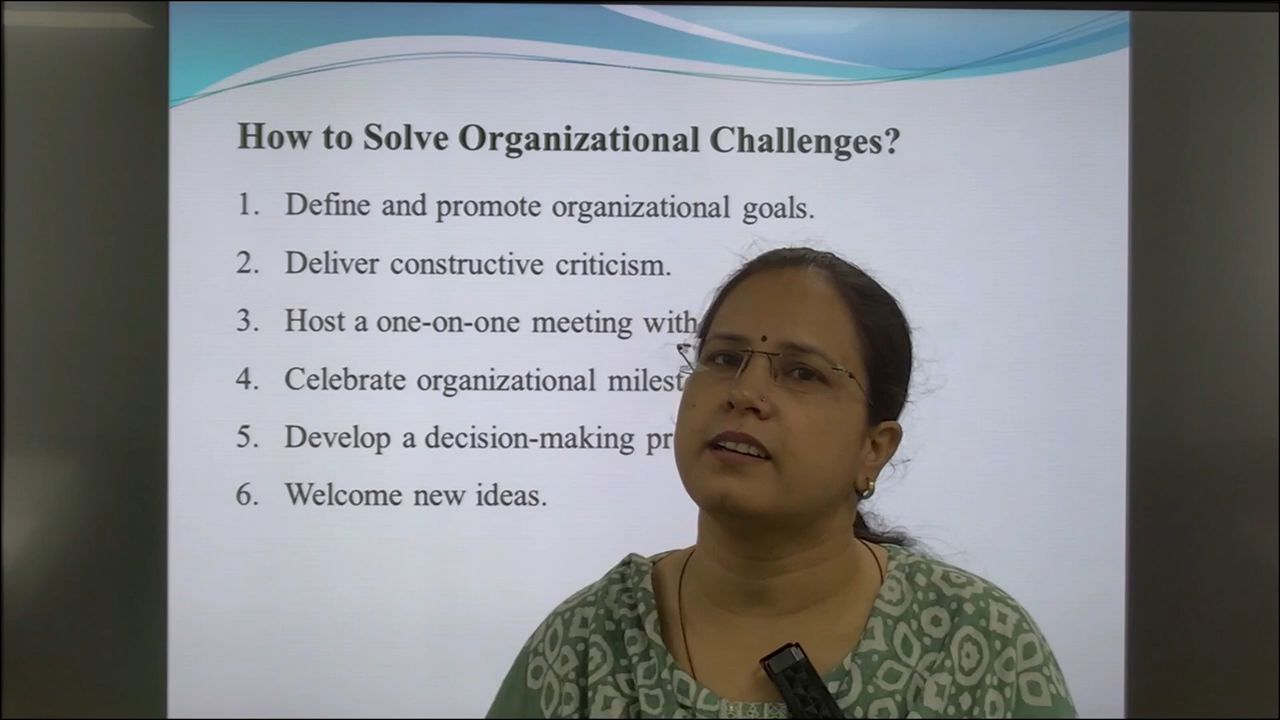 How to Solve Organizational Challenges?
1. Define and promote organizational goals.
2. Deliver constructive criticism.
3. Host a one-on-one meeting with
4. Celebrate organizational
5. Develop a decision-making
6. Welcome new ideas.